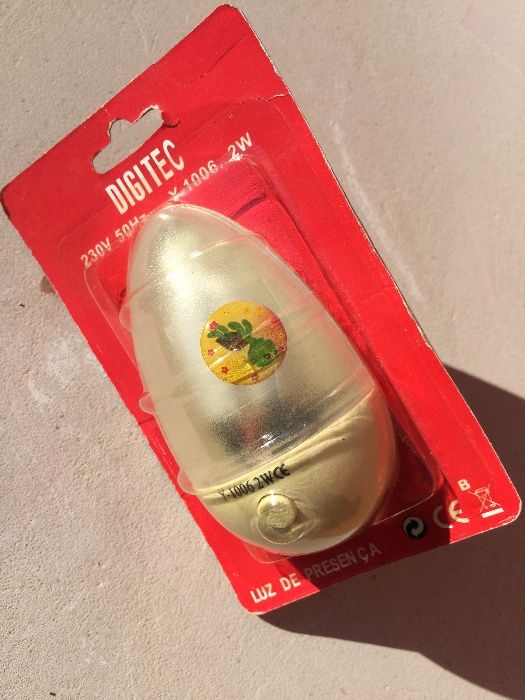 DIGITEC
230V 50Hz Y-1006 2W
Y-1006 2W CE
B
CE
LUZ DE PRESENÇA